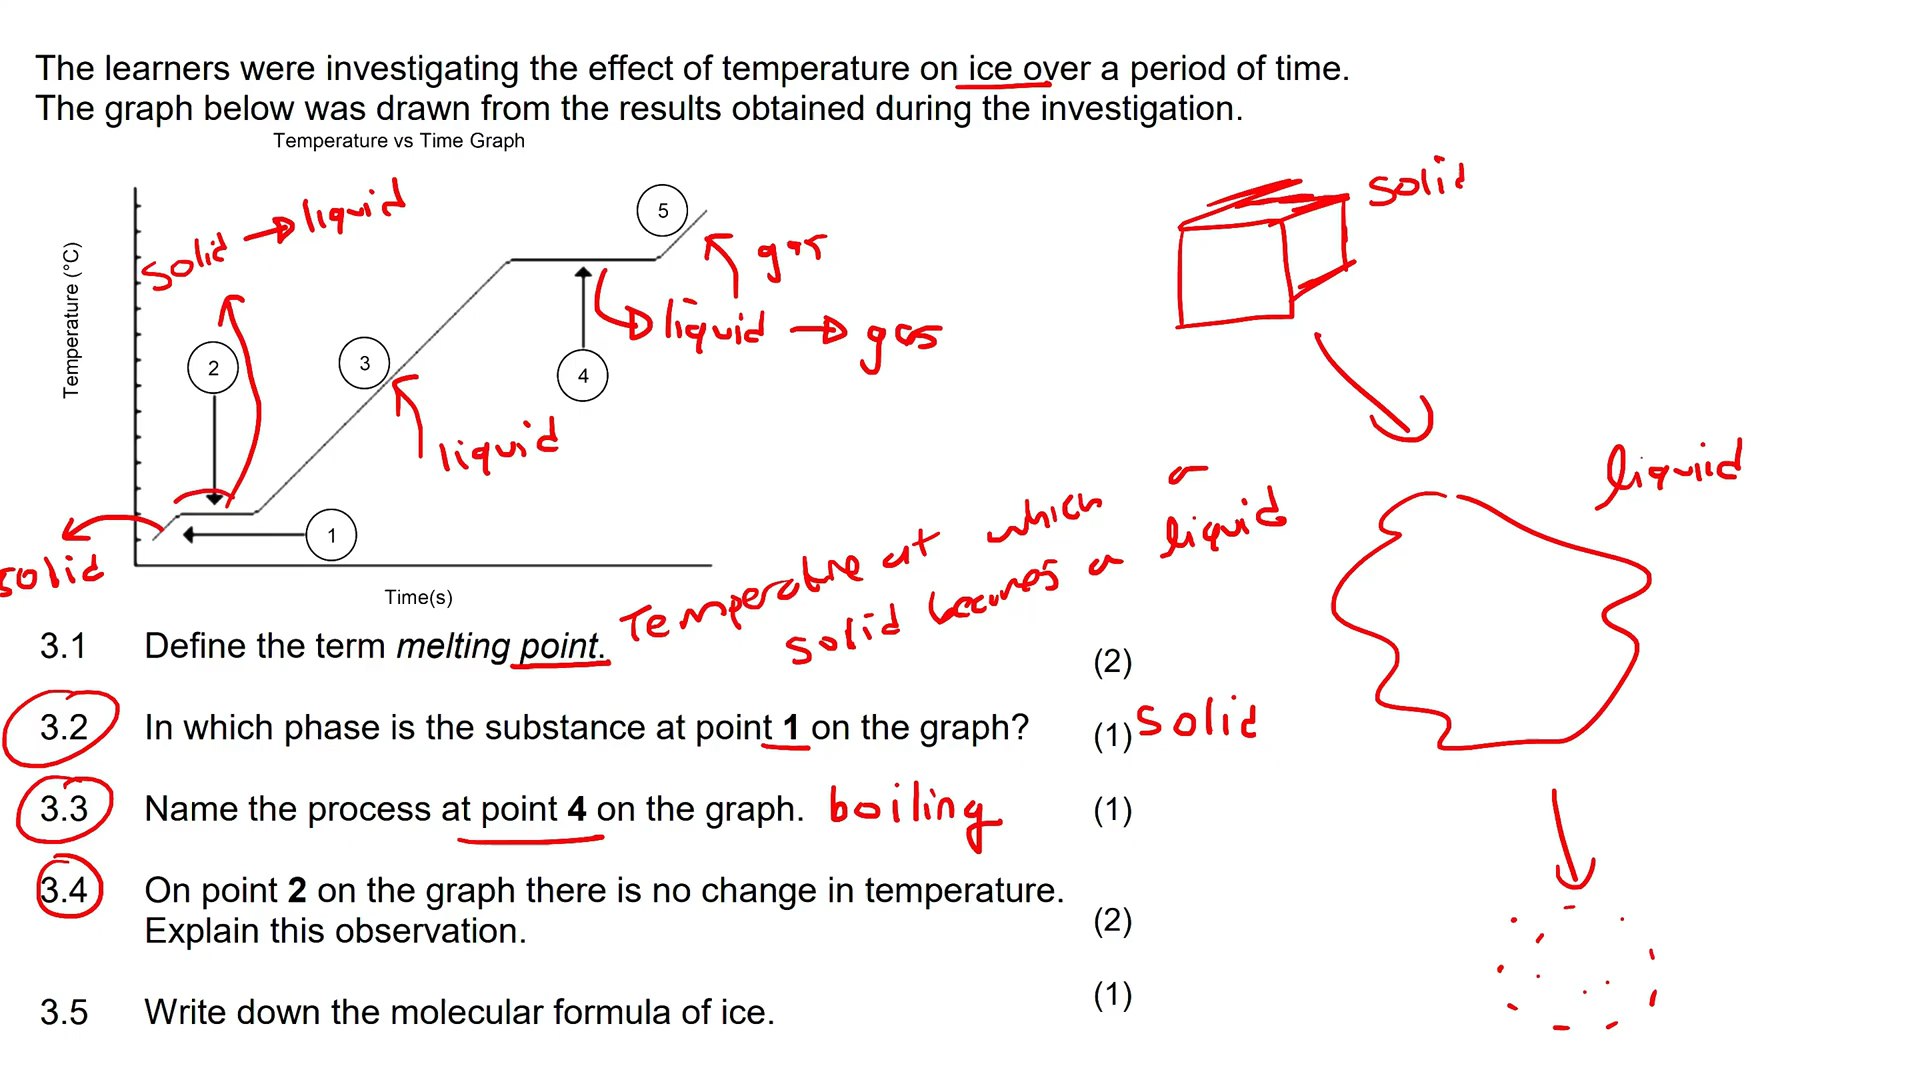 The learners were investigating the effect of temperature on ice over a period of time.
The graph below was drawn from the results obtained during the investigation.
Temperature vs Time Graph
solid → liquid
solid
5
gas
liquid → gas
Temperature (°C)
2
3
4
liquid
liquiid
1
solid
Time(s)
Temperature at which a
solid becomes a liquid
3.1 Define the term melting point. (2)
3.2 In which phase is the substance at point 1 on the graph? (1) solid
3.3 Name the process at point 4 on the graph. boiling (1)
3.4 On point 2 on the graph there is no change in temperature.
Explain this observation. (2)
3.5 Write down the molecular formula of ice. (1)